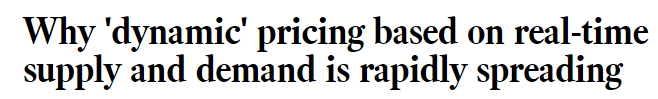 Why 'dynamic' pricing based on real-time
supply and demand is rapidly spreading